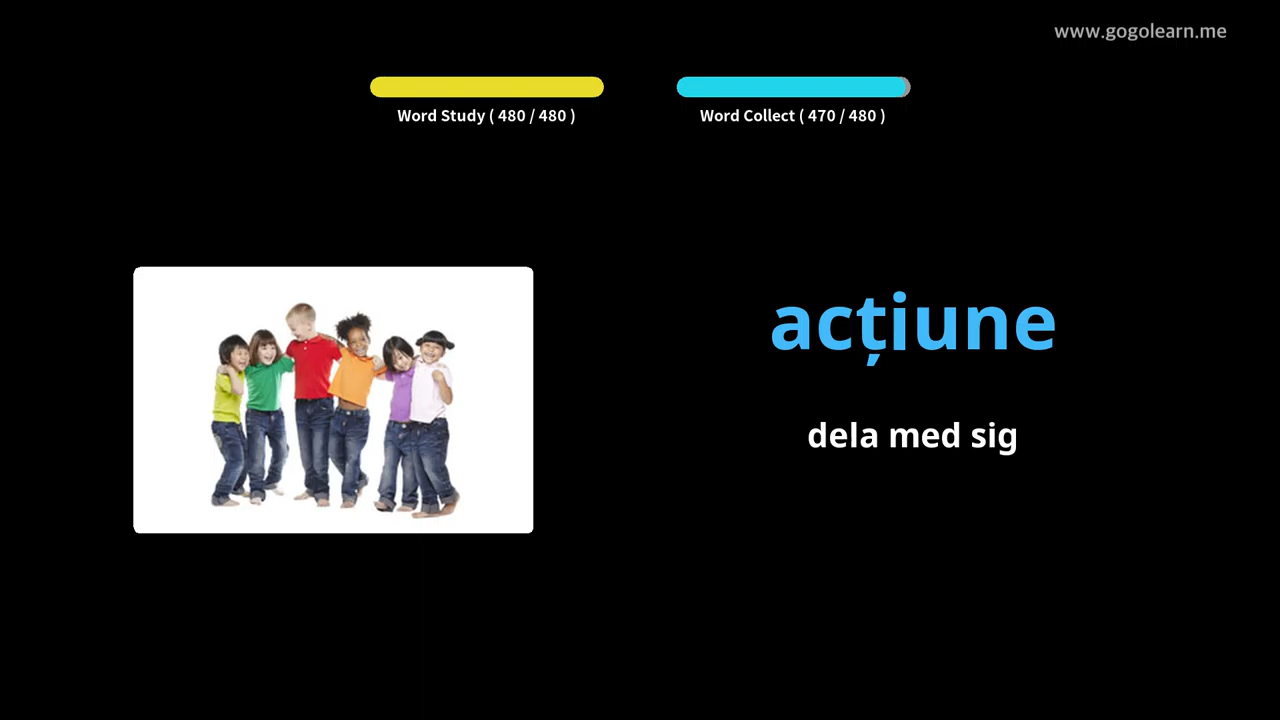 www.gogolearn.me
Word Study ( 480 / 480 )
Word Collect ( 470 / 480 )
acțiune
dela med sig